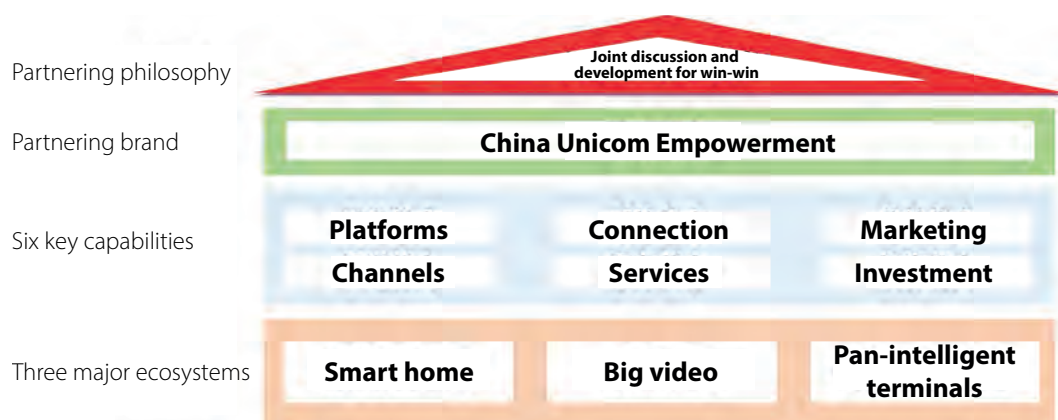 Partnering philosophy
Joint discussion and
development for win-win
Partnering brand
China Unicom Empowerment
Six key capabilities
Platforms
Connection
Marketing
Channels
Services
Investment
Three major ecosystems
Smart home
Big video
Pan-intelligent
terminals